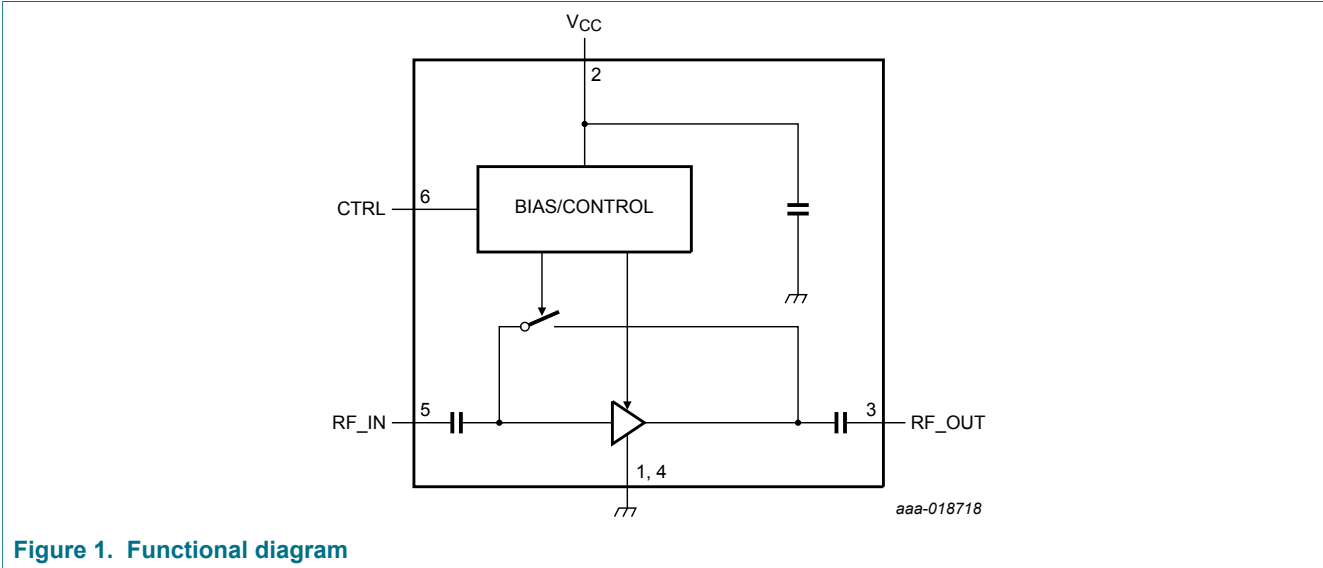 VCC
2
6
CTRL
BIAS/CONTROL
RF_IN
5
3
RF_OUT
1, 4
aaa-018718
Figure 1. Functional diagram